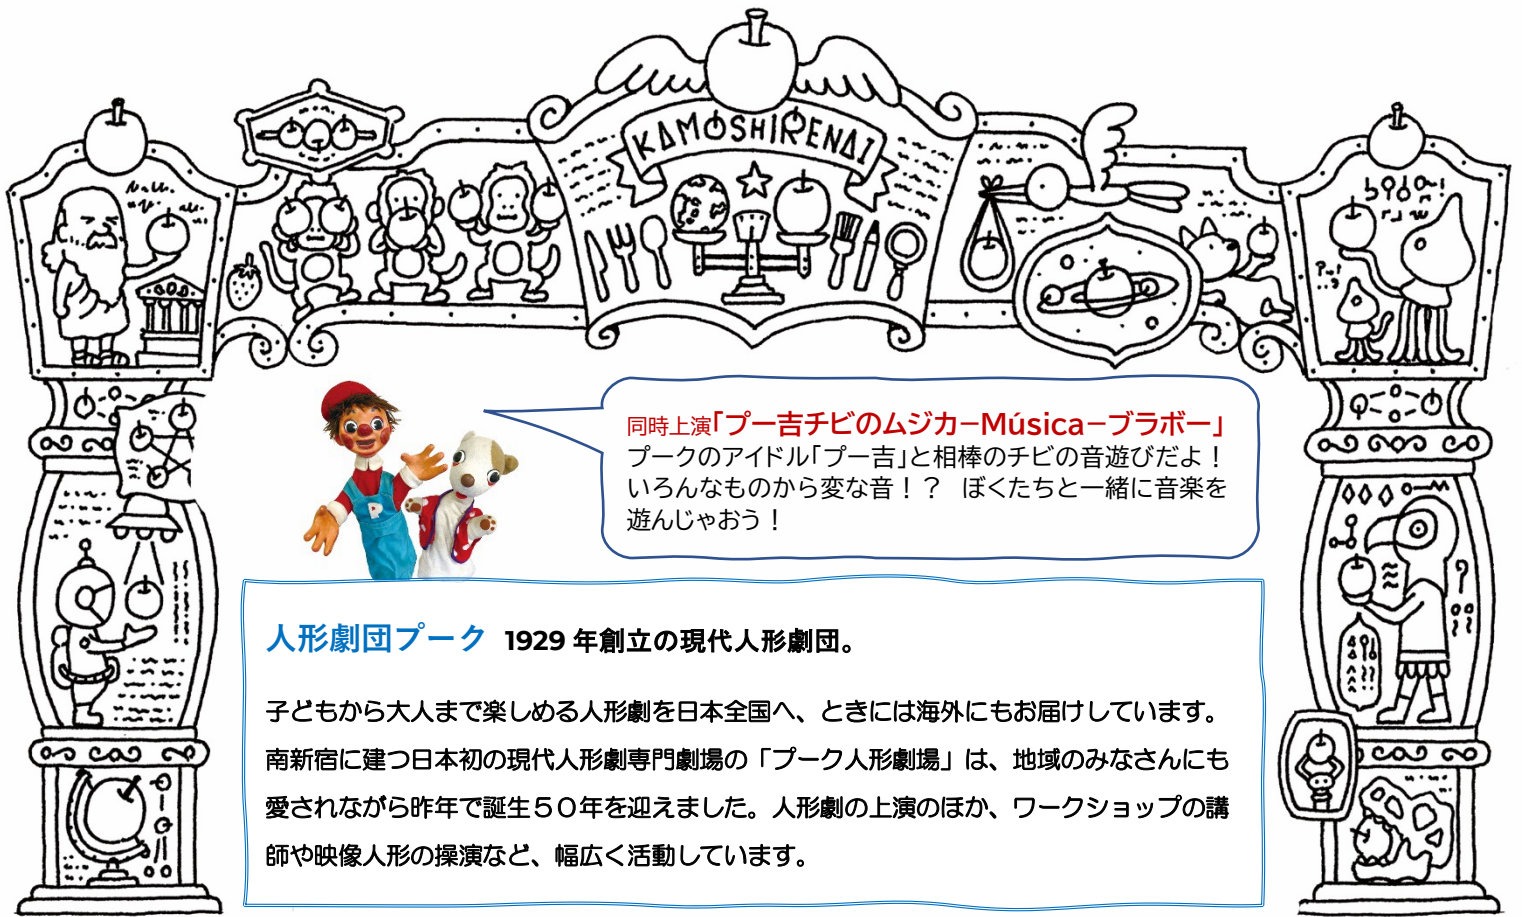 KAMOSHIRENAI
同時上演「プー吉チビのムジカーMúsicaーブラボー」
プークのアイドル「プー吉」と相棒のチビの音遊びだよ！
いろんなものから変な音！？　ぼくたちと一緒に音楽を
遊んじゃおう！
人形劇団プーク 1929 年創立の現代人形劇団。
子どもから大人まで楽しめる人形劇を日本全国へ、ときには海外にもお届けしています。
南新宿に建つ日本初の現代人形劇専門劇場の「プーク人形劇場」は、地域のみなさんにも
愛されながら昨年で誕生５０年を迎えました。人形劇の上演のほか、ワークショップの講
師や映像人形の操演など、幅広く活動しています。